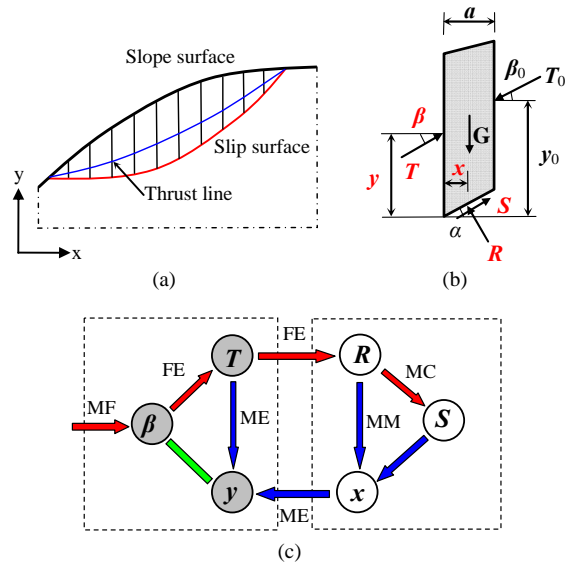 Slope surface
Slip surface
Thrust line
y
x
(a)
a
β₀
T₀
β
G
y₀
y
T
x
S
α
R
(b)
FE
T
FE
R
MC
MF
β
ME
MM
S
y
ME
x
(c)